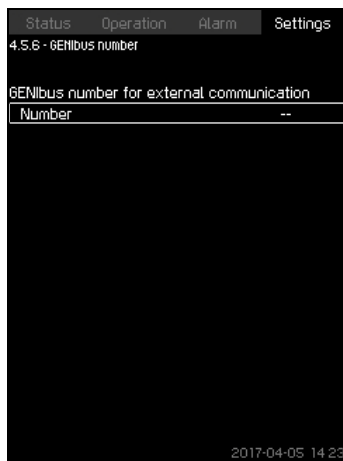 Status Operation Alarm Settings
4.5.6 - GENIbus number
GENIbus number for external communication
Number --
2017-04-05 14:23